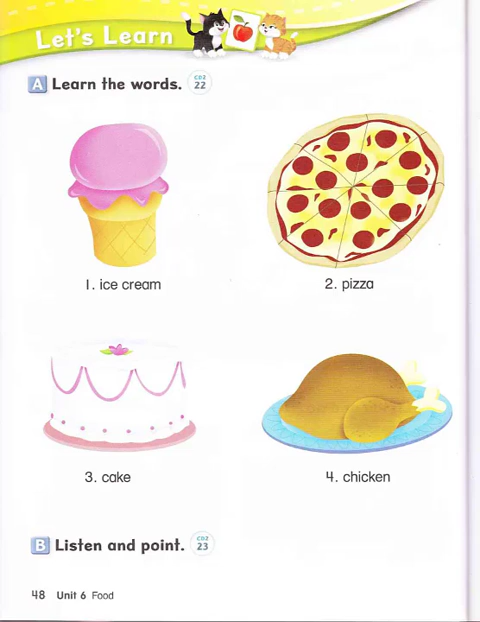 Let's Learn
A Learn the words. CD2 22
1. ice cream
2. pizza
3. cake
4. chicken
B Listen and point. CD2 23
48 Unit 6 Food